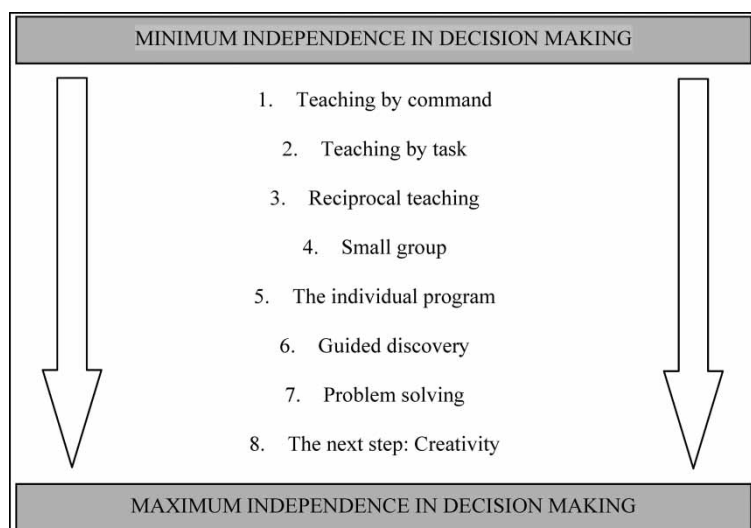 MINIMUM INDEPENDENCE IN DECISION MAKING
1. Teaching by command
2. Teaching by task
3. Reciprocal teaching
4. Small group
5. The individual program
6. Guided discovery
7. Problem solving
8. The next step: Creativity
MAXIMUM INDEPENDENCE IN DECISION MAKING